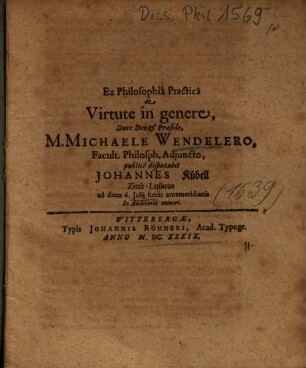 Diss. Phil 1569
Ex Philosophiâ Practicâ
de
Virtute in genere,
Duce Deo & Præside,
M. MICHAELE WENDELERO,
Facult. Philosoph. Adjuncto,
publicè disputabit
JOHANNES Kübell
Zittâ-Lusatus
ad diem 6. Julij horis antemeridianis
In Auditorio minori.
(1639)
WITTEBERGÆ,
Typis JOHANNIS RÖHNERI, Acad. Typogr.
ANNO M. DC. XXXIX.